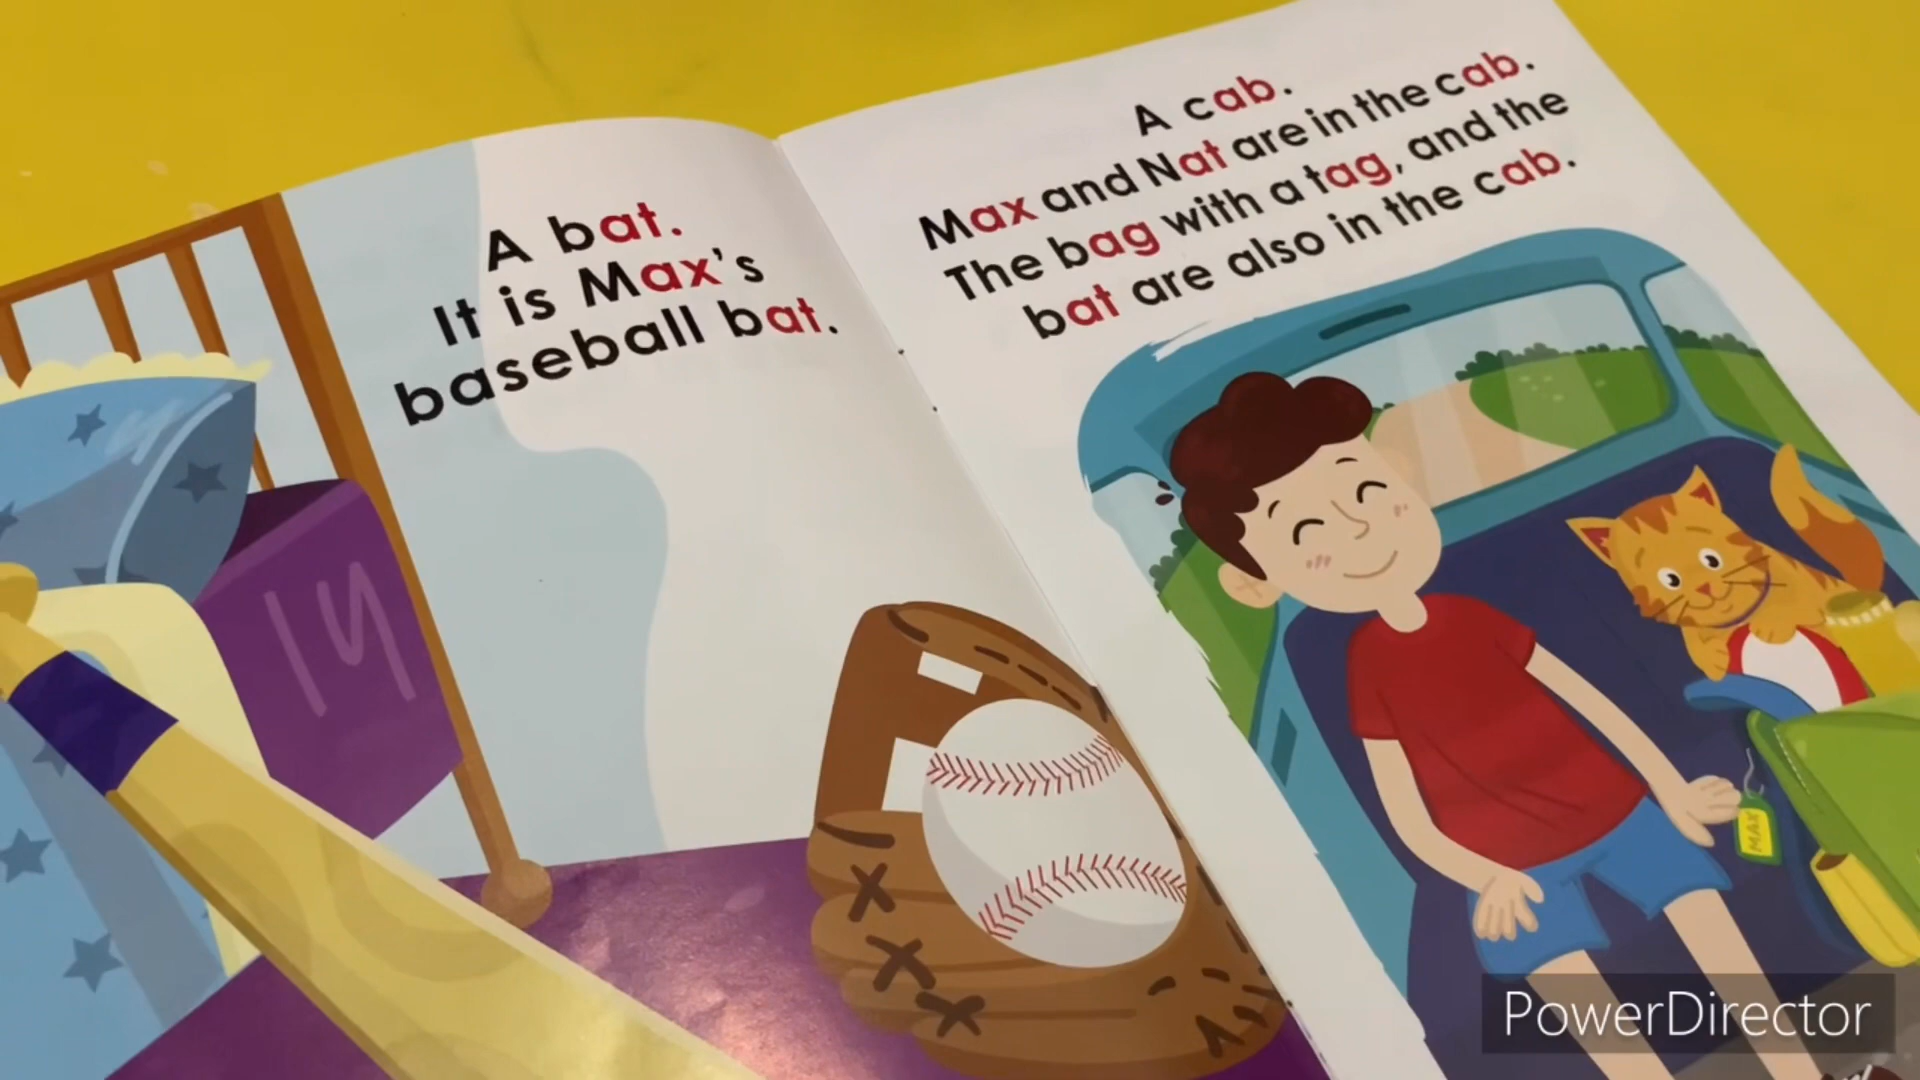 A bat.
It is Max's
baseball bat.
A cab.
Max and Nat are in the cab.
The bag with a tag, and the
bat are also in the cab.
MAX
PowerDirector